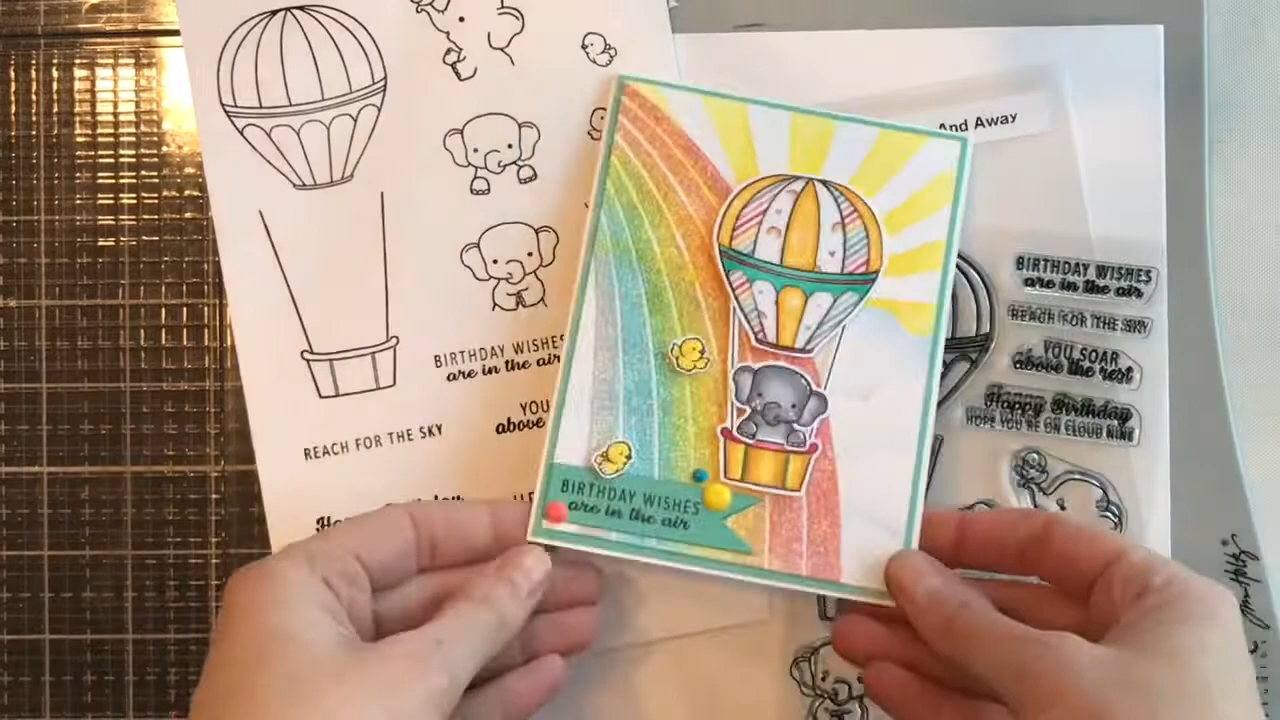 And Away
BIRTHDAY WISHES
are in the air
REACH FOR THE SKY
YOU SOAR
above the rest
Happy Birthday
HOPE YOU'RE ON CLOUD NINE
BIRTHDAY WISHES
are in the air
YOU
above
REACH FOR THE SKY
BIRTHDAY WISHES
are in the air
Tim Holtz